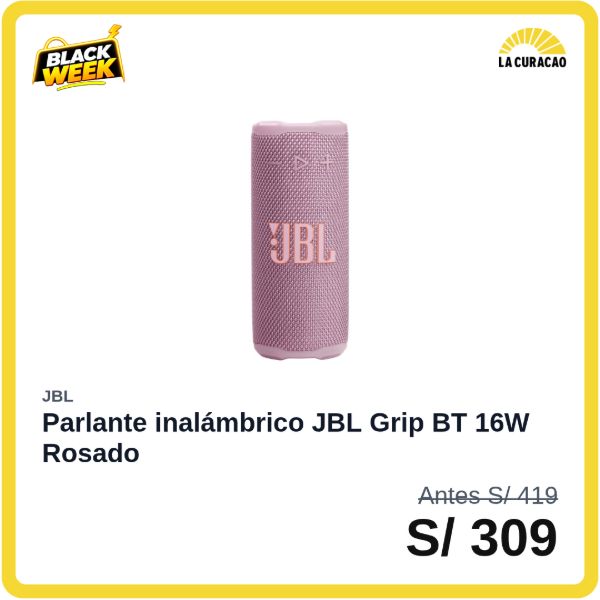 BLACK
WEEK
LA CURACAO
JBL
JBL
Parlante inalámbrico JBL Grip BT 16W
Rosado
Antes S/ 419
S/ 309